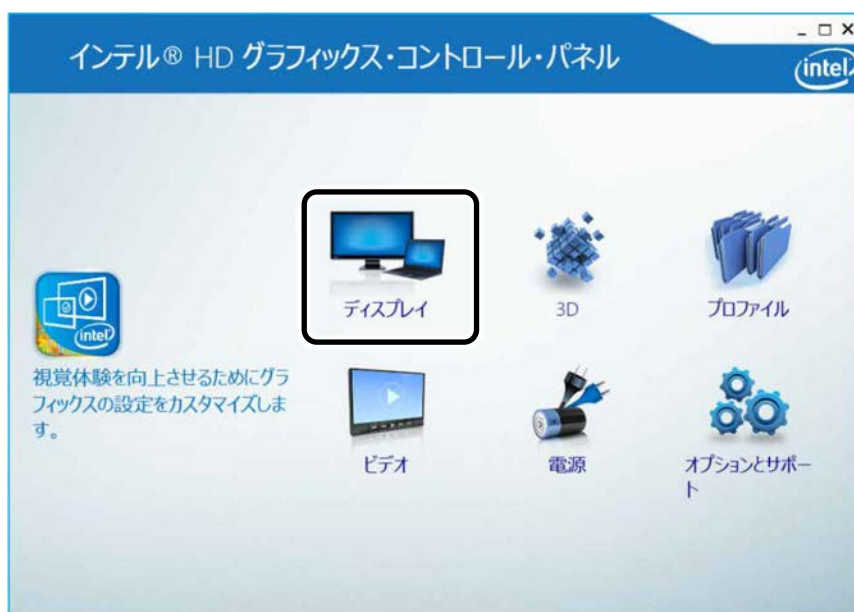 インテル® HD グラフィックス・コントロール・パネル
intel
ディスプレイ
3D
プロファイル
intel
視覚体験を向上させるためにグラ
フィックスの設定をカスタマイズしま
す。
ビデオ
電源
オプションとサポー
ト